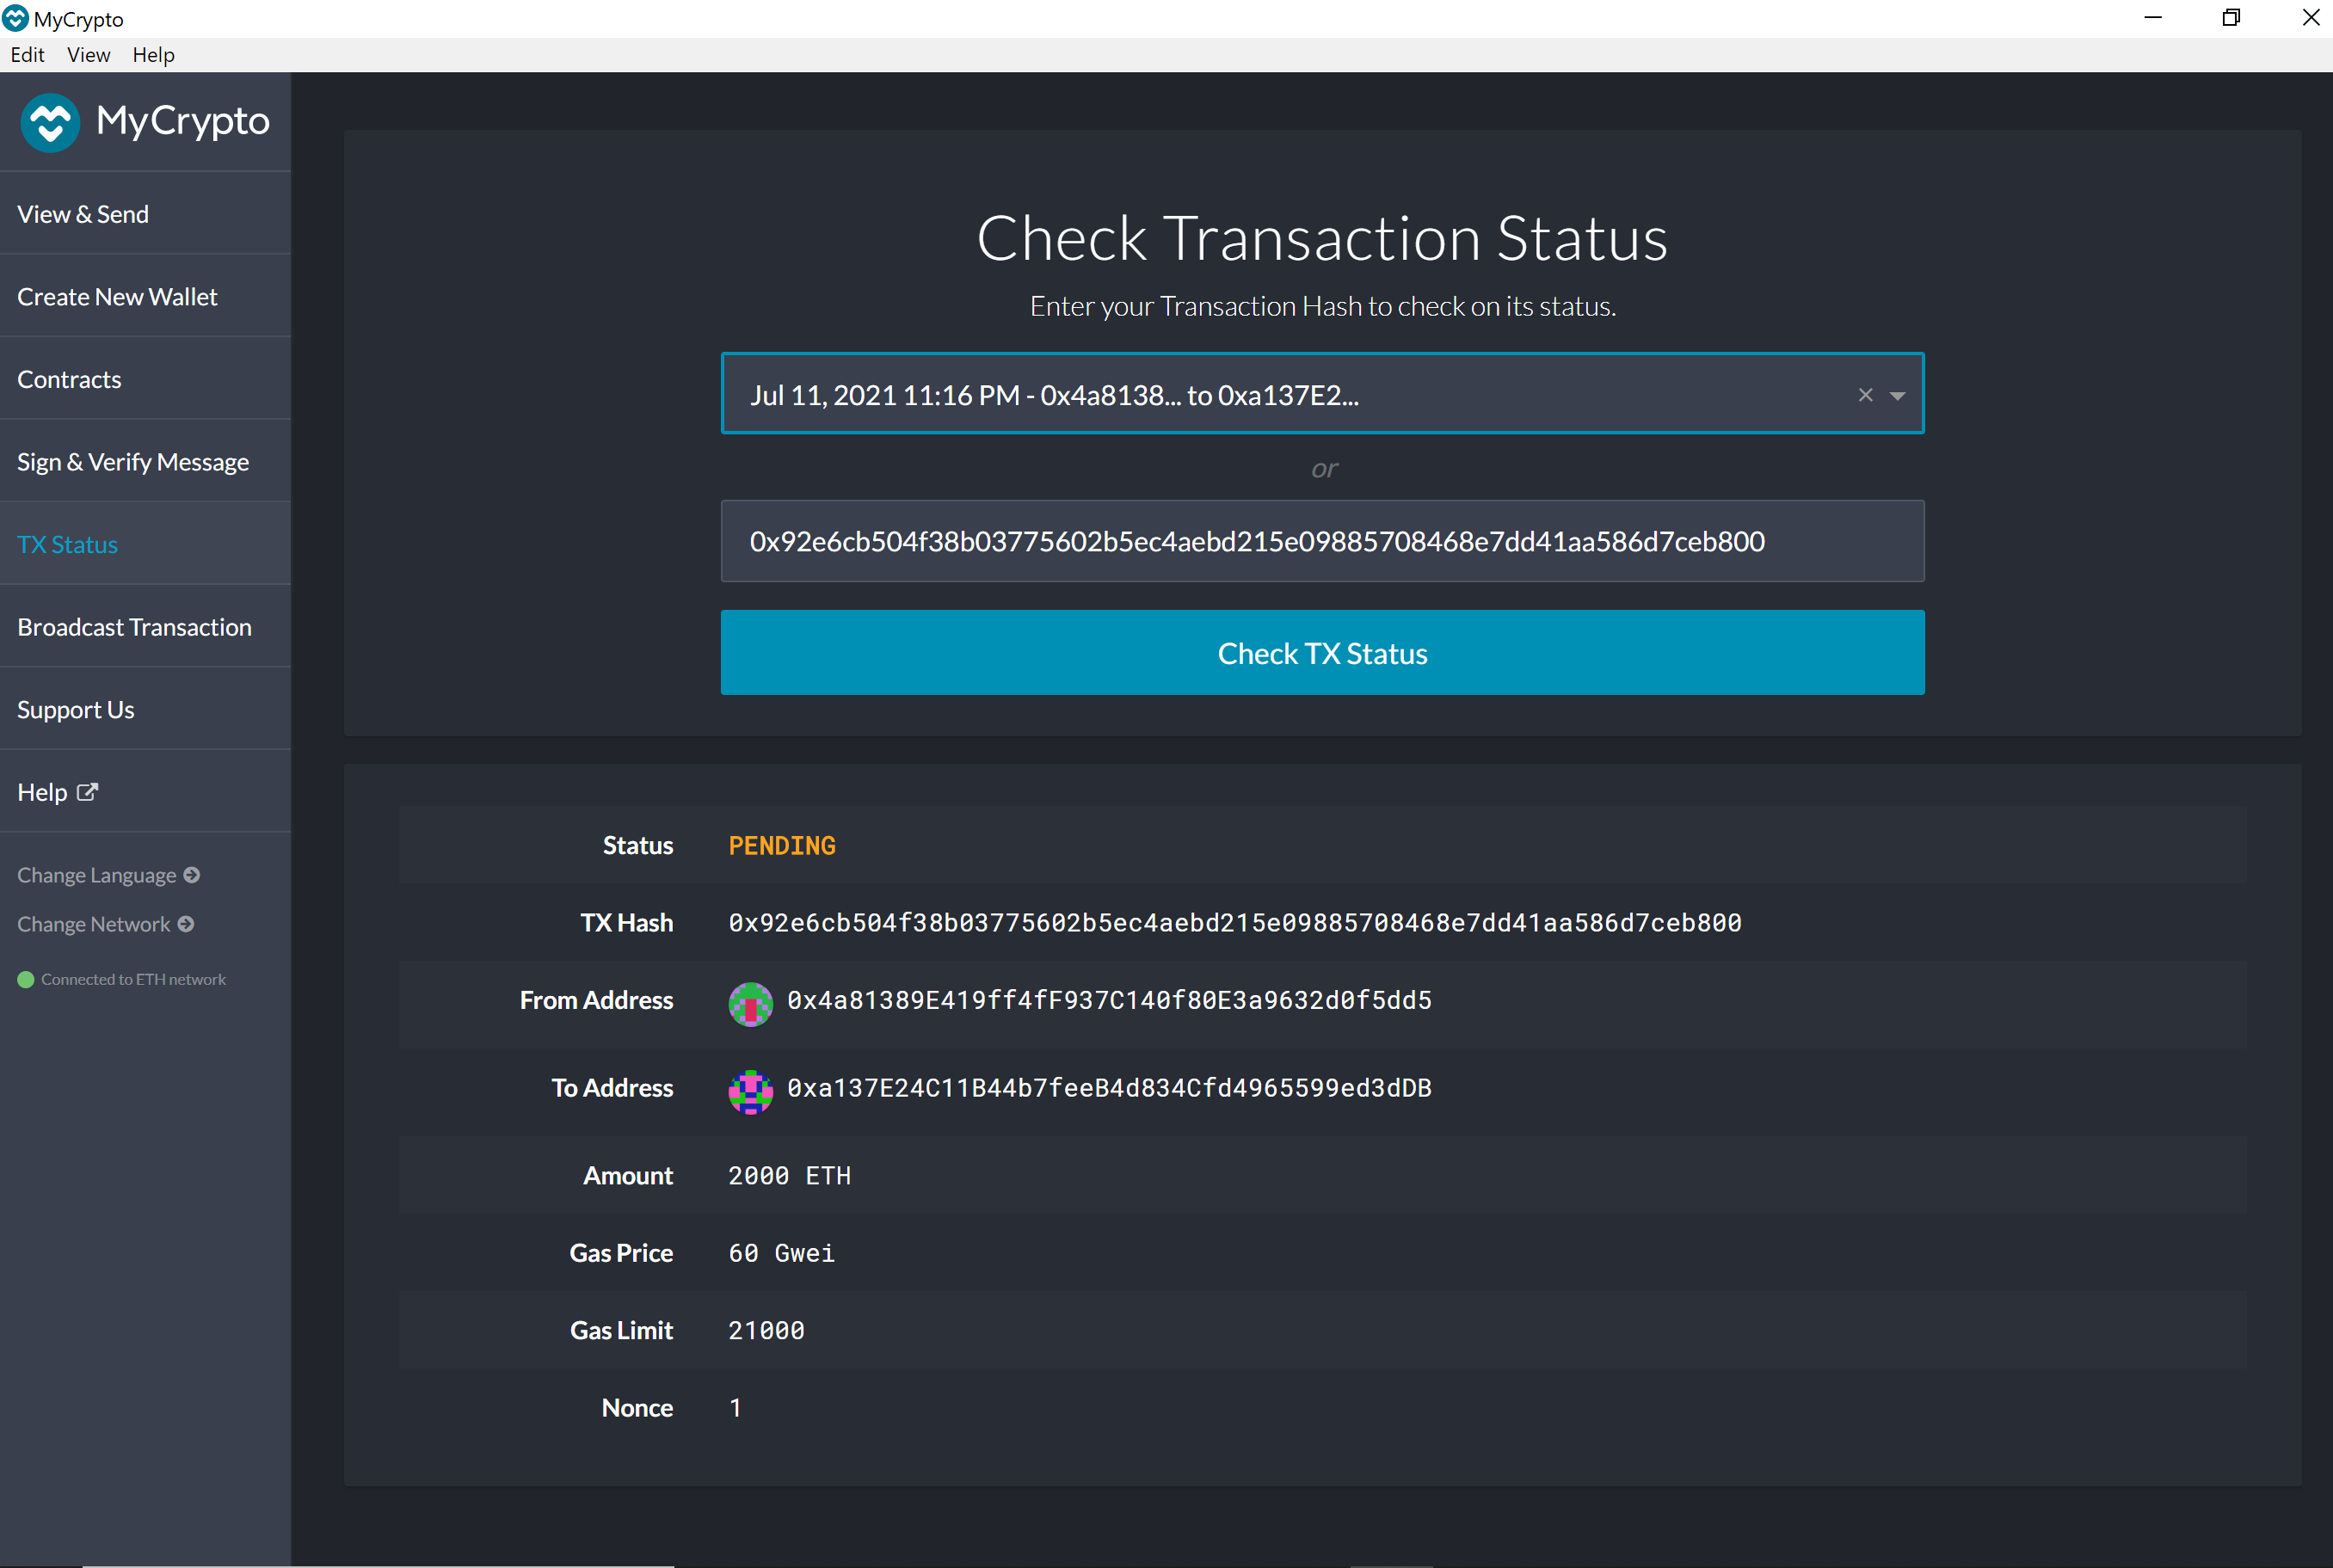 MyCrypto
Edit View Help
MyCrypto
View & Send
Create New Wallet
Contracts
Sign & Verify Message
TX Status
Broadcast Transaction
Support Us
Help
Change Language
Change Network
Connected to ETH network
Check Transaction Status
Enter your Transaction Hash to check on its status.
Jul 11, 2021 11:16 PM - 0x4a8138... to 0xa137E2...
or
0x92e6cb504f38b03775602b5ec4aebd215e09885708468e7dd41aa586d7ceb800
Check TX Status
Status PENDING
TX Hash 0x92e6cb504f38b03775602b5ec4aebd215e09885708468e7dd41aa586d7ceb800
From Address 0x4a81389E419ff4fF937C140f80E3a9632d0f5dd5
To Address 0xa137E24C11B44b7feeB4d834Cfd4965599ed3dDB
Amount 2000 ETH
Gas Price 60 Gwei
Gas Limit 21000
Nonce 1